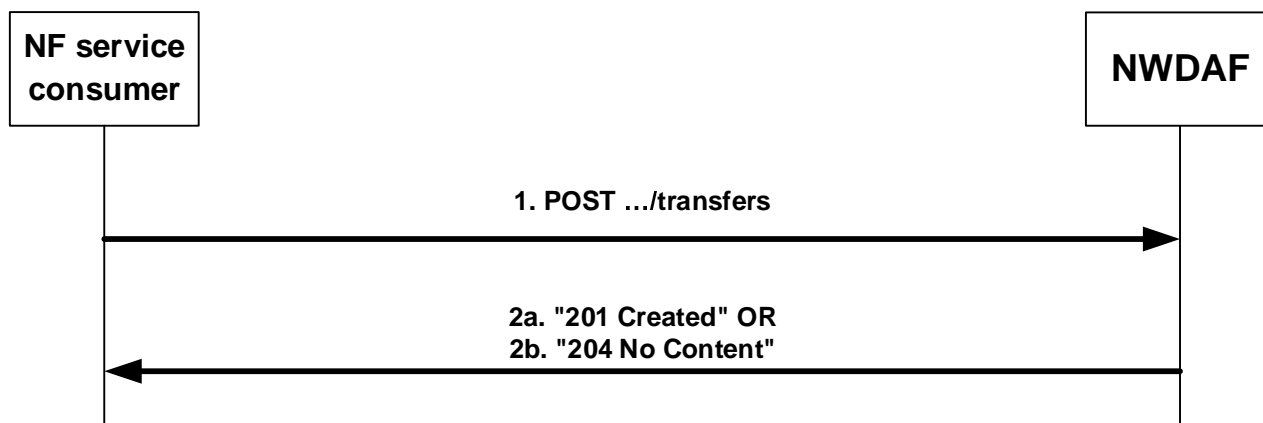 NF service
consumer
NWDAF
1. POST …/transfers
2a. "201 Created" OR
2b. "204 No Content"